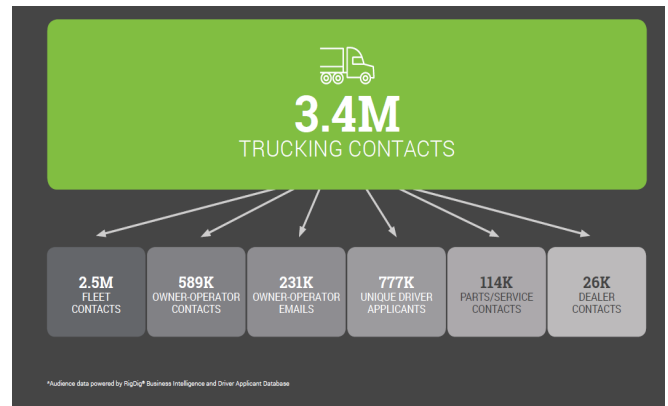 3.4M
TRUCKING CONTACTS
2.5M
FLEET
CONTACTS
589K
OWNER-OPERATOR
CONTACTS
231K
OWNER-OPERATOR
EMAILS
777K
UNIQUE DRIVER
APPLICANTS
114K
PARTS/SERVICE
CONTACTS
26K
DEALER
CONTACTS
*Audience data powered by RigDig® Business Intelligence and Driver Applicant Database